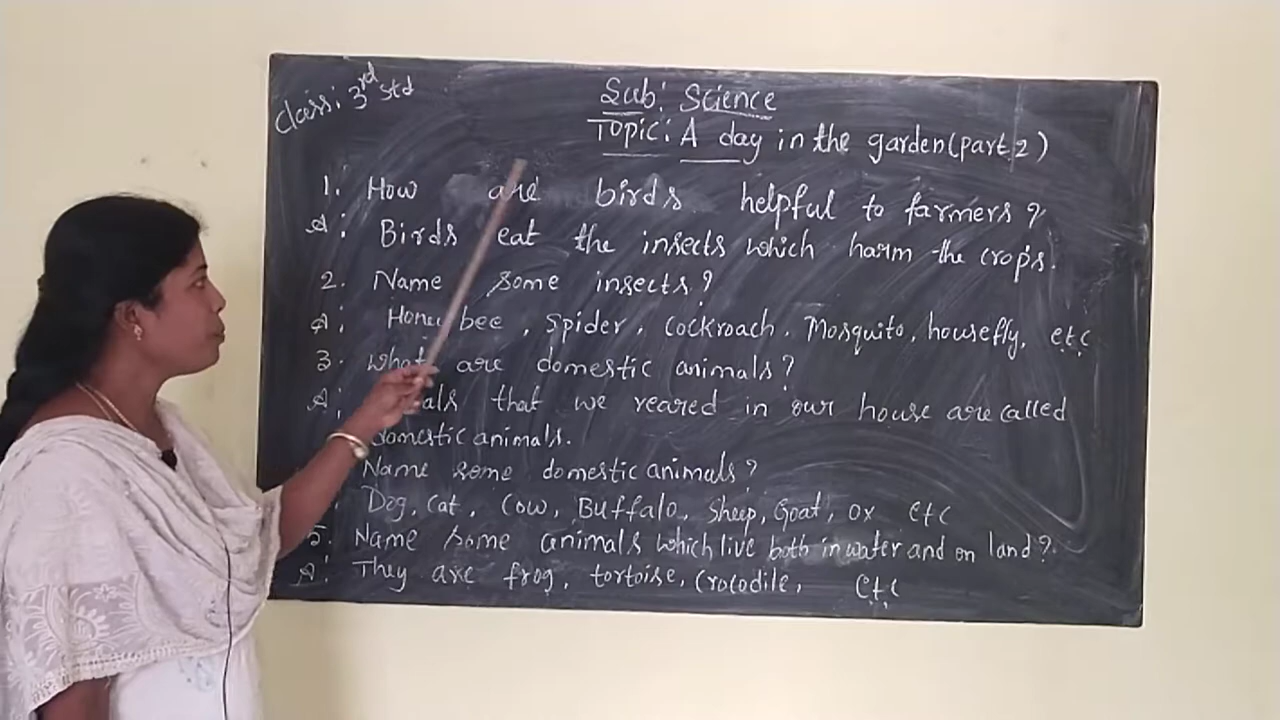 Class: 3rd std
Sub: Science
Topic: A day in the garden (part 2)
1. How are birds helpful to farmers?
A: Birds eat the insects which harm the crops.
2. Name some insects?
A: Honey bee, Spider, Cockroach, Mosquito, housefly, etc
3. What are domestic animals?
A: als that we reared in our house are called
domestic animals.
Name some domestic animals?
Dog, Cat, Cow, Buffalo, Sheep, Goat, ox etc
5. Name some animals which live both in water and on land?
A: They are frog, tortoise, Crocodile, etc